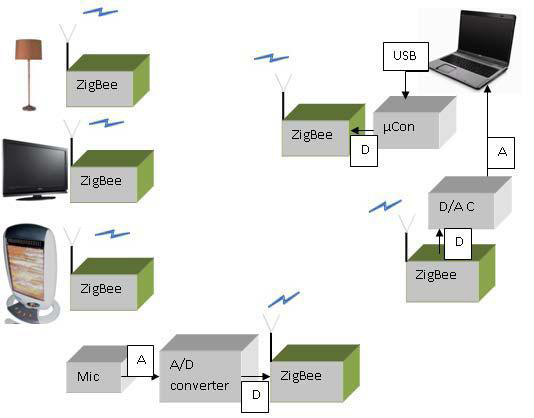 ZigBee
USB
ZigBee
D
µCon
ZigBee
A
D/A C
D
ZigBee
ZigBee
Mic
A
A/D
converter
D
ZigBee